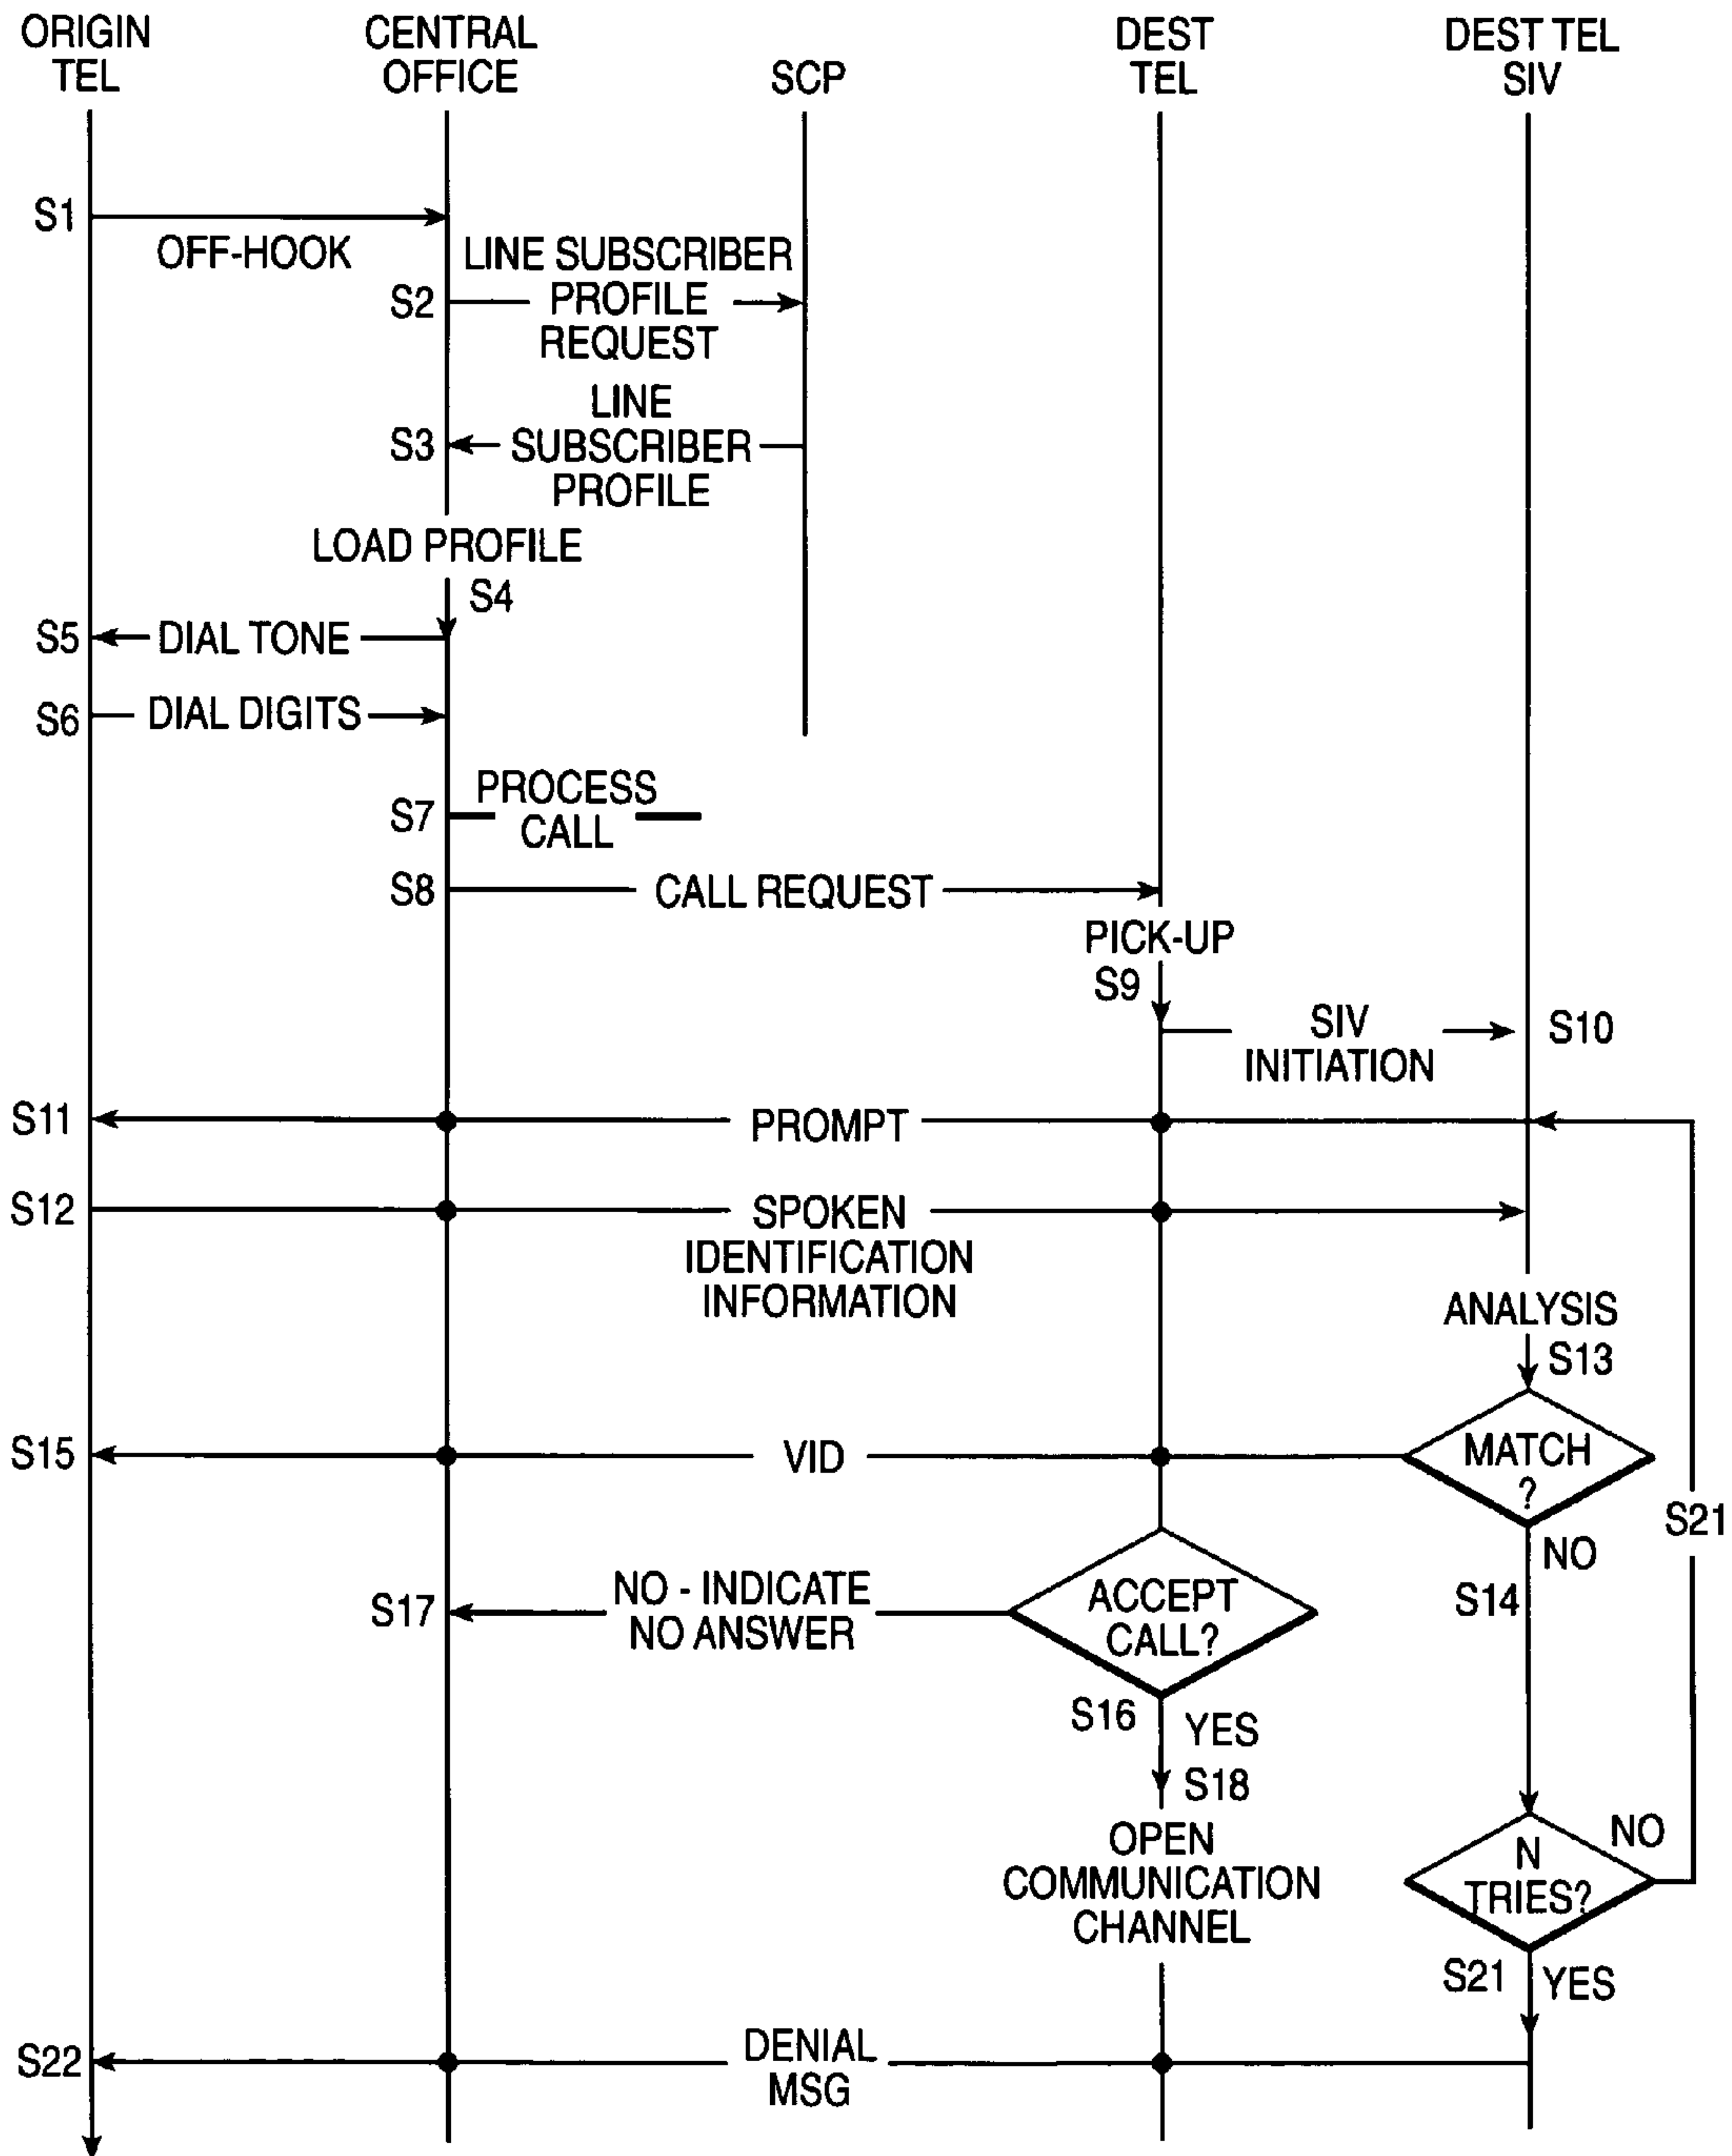 ORIGIN
TEL
CENTRAL
OFFICE
SCP
DEST
TEL
DEST TEL
SIV
S1
OFF-HOOK
S2
LINE SUBSCRIBER
PROFILE
REQUEST
S3
LINE
SUBSCRIBER
PROFILE
LOAD PROFILE
S4
S5
DIAL TONE
S6
DIAL DIGITS
S7
PROCESS
CALL
S8
CALL REQUEST
PICK-UP
S9
SIV
INITIATION
S10
S11
PROMPT
S12
SPOKEN
IDENTIFICATION
INFORMATION
ANALYSIS
S13
S15
VID
MATCH
?
S21
NO
S14
S17
NO - INDICATE
NO ANSWER
ACCEPT
CALL?
S16
YES
S18
OPEN
COMMUNICATION
CHANNEL
N
TRIES?
NO
S21
YES
S22
DENIAL
MSG